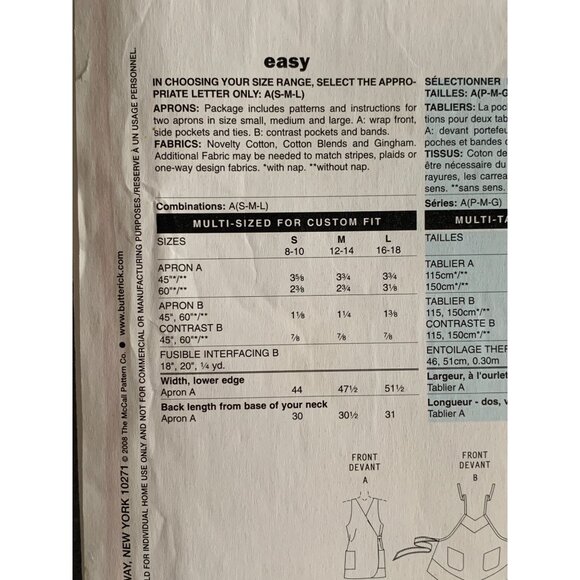 easy
IN CHOOSING YOUR SIZE RANGE, SELECT THE APPRO-
PRIATE LETTER ONLY: A(S-M-L)
APRONS: Package includes patterns and instructions for
two aprons in size small, medium and large. A: wrap front,
side pockets and ties. B: contrast pockets and bands.
FABRICS: Novelty Cotton, Cotton Blends and Gingham.
Additional Fabric may be needed to match stripes, plaids or
one-way design fabrics. *with nap. **without nap.
Combinations: A(S-M-L)
MULTI-SIZED FOR CUSTOM FIT
SIZES S M L
8-10 12-14 16-18
APRON A
45"*/** 3⅝ 3¾ 3¾
60"*/** 2⅜ 2¾ 3⅛
APRON B
45", 60"*/** 1⅛ 1¼ 1⅜
CONTRAST B
45", 60"*/** ⅞ ⅞ ⅞
FUSIBLE INTERFACING B
18", 20", ¼ yd.
Width, lower edge
Apron A 44 47½ 51½
Back length from base of your neck
Apron A 30 30½ 31
SÉLECTIONNER
TAILLES: A(P-M-G
TABLIERS: La poc
tions pour deux tab
A: devant portefeu
poches et bandes c
TISSUS: Coton de
être nécessaire du
rayures, les carrea
sens. **sans sens.
Séries: A(P-M-G)
MULTI-TA
TAILLES
TABLIER A
115cm*/**
150cm*/**
TABLIER B
115, 150cm*/**
CONTRASTE B
115, 150cm*/**
ENTOILAGE THER
46, 51cm, 0.30m
Largeur, à l'ourlet
Tablier A
Longueur - dos, v
Tablier A
FRONT
DEVANT
A
FRONT
DEVANT
B
WAY, NEW YORK 10271 © 2008 The McCall Pattern Co. ● www.butterick.com
LD FOR INDIVIDUAL HOME USE ONLY AND NOT FOR COMMERCIAL OR MANUFACTURING PURPOSES./RESERVE À UN USAGE PERSONNEL.